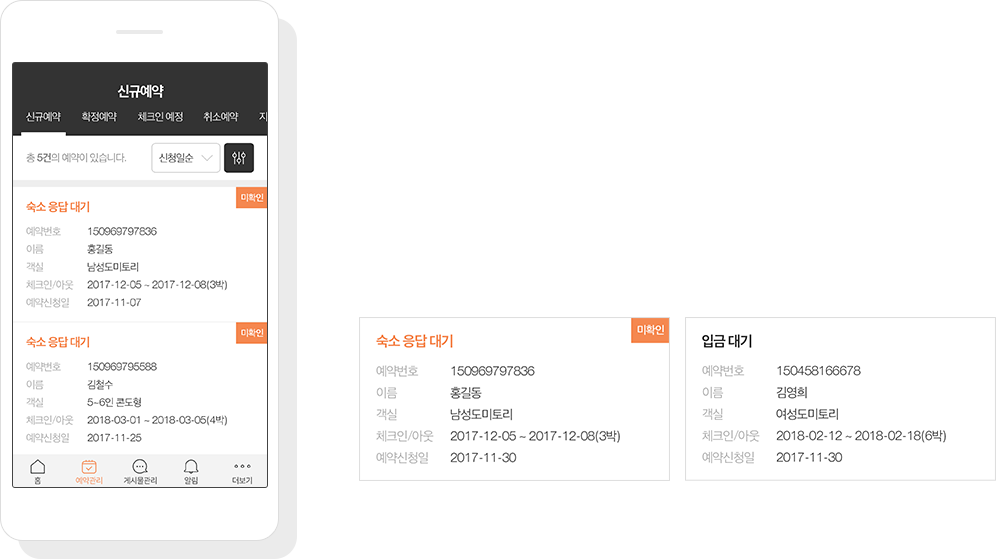 신규예약
신규예약 확정예약 체크인 예정 취소예약 지
총 5건의 예약이 있습니다. 신청일순
미확인
숙소 응답 대기
예약번호 150969797836
이름 홍길동
객실 남성도미토리
체크인/아웃 2017-12-05 ~ 2017-12-08(3박)
예약신청일 2017-11-07
미확인
숙소 응답 대기
예약번호 150969795588
이름 김철수
객실 5~6인 콘도형
체크인/아웃 2018-03-01 ~ 2018-03-05(4박)
예약신청일 2017-11-25
홈 예약관리 게시물관리 알림 더보기
미확인
숙소 응답 대기
예약번호 150969797836
이름 홍길동
객실 남성도미토리
체크인/아웃 2017-12-05 ~ 2017-12-08(3박)
예약신청일 2017-11-30
입금 대기
예약번호 150458166678
이름 김영희
객실 여성도미토리
체크인/아웃 2018-02-12 ~ 2018-02-18(6박)
예약신청일 2017-11-30